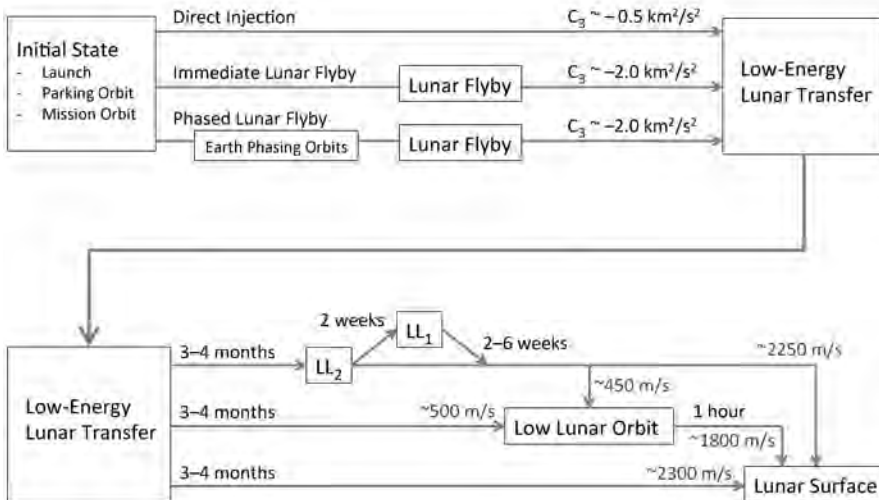 Direct Injection
C₃ ~ −0.5 km²/s²
Initial State
- Launch
- Parking Orbit
- Mission Orbit
Immediate Lunar Flyby
Lunar Flyby
C₃ ~ −2.0 km²/s²
Low-Energy
Lunar Transfer
Phased Lunar Flyby
Earth Phasing Orbits
Lunar Flyby
C₃ ~ −2.0 km²/s²
2 weeks
LL₁
3–4 months
LL₂
2–6 weeks
~2250 m/s
~450 m/s
Low-Energy
Lunar Transfer
3–4 months
~500 m/s
Low Lunar Orbit
1 hour
~1800 m/s
3–4 months
~2300 m/s
Lunar Surface